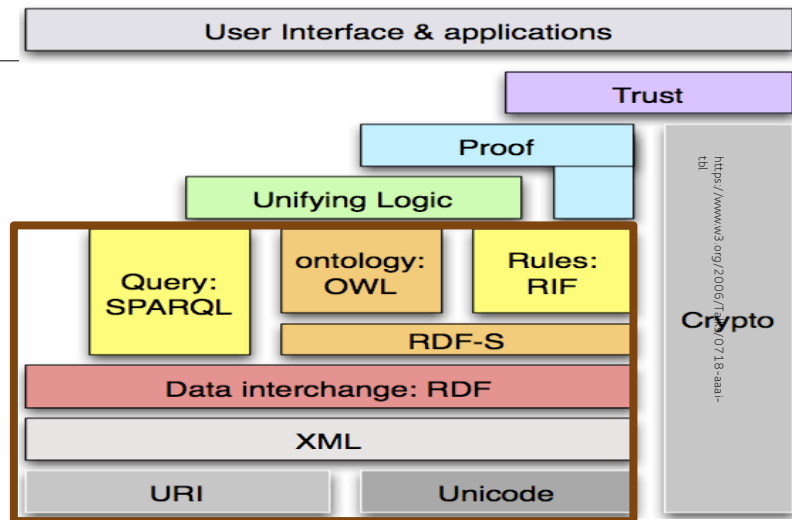 User Interface & applications
Trust
Proof
Unifying Logic
Query:
SPARQL
ontology:
OWL
Rules:
RIF
RDF-S
Data interchange: RDF
XML
URI
Unicode
Crypto
https://www.w3.org/2006/Talks/0718-aaai-
tbl